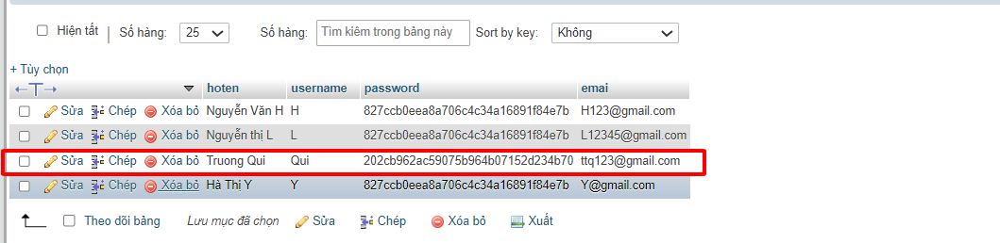 Hiện tất | Số hàng: 25 Số hàng: Tìm kiếm trong bảng này Sort by key: Không
+ Tùy chọn
←T→ hoten username password emai
Sửa Chép Xóa bỏ Nguyễn Văn H H 827ccb0eea8a706c4c34a16891f84e7b H123@gmail.com
Sửa Chép Xóa bỏ Nguyễn thị L L 827ccb0eea8a706c4c34a16891f84e7b L12345@gmail.com
Sửa Chép Xóa bỏ Truong Qui Qui 202cb962ac59075b964b07152d234b70 ttq123@gmail.com
Sửa Chép Xóa bỏ Hà Thị Y Y 827ccb0eea8a706c4c34a16891f84e7b Y@gmail.com
Theo dõi bảng Lưu mục đã chọn Sửa Chép Xóa bỏ Xuất